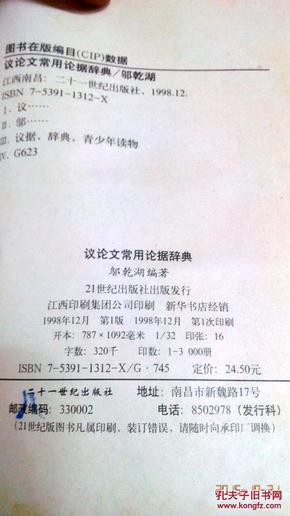 图书在版编目(CIP)数据
议论文常用论据辞典/邬乾湖
江西南昌:二十一世纪出版社,1998.12.
ISBN 7-5391-1312-X
Ⅰ.议……
Ⅱ.邬……
Ⅲ.议据,辞典,青少年读物
Ⅳ.G623
议论文常用论据辞典
邬乾湖编著
21世纪出版社出版发行
江西印刷集团公司印刷 新华书店经销
1998年12月 第1版 1998年12月 第1次印刷
开本:787×1092毫米 1/32 印张:16
字数:320千 印数:1-3 000册
ISBN 7-5391-1312-X/G·745 定价:24.50元
二十一世纪出版社 地址:南昌市新魏路17号
邮政编码:330002 电话:8502978(发行科)
(21世纪版图书凡属印刷、装订错误,请随时向承印厂调换)
孔夫子旧书网